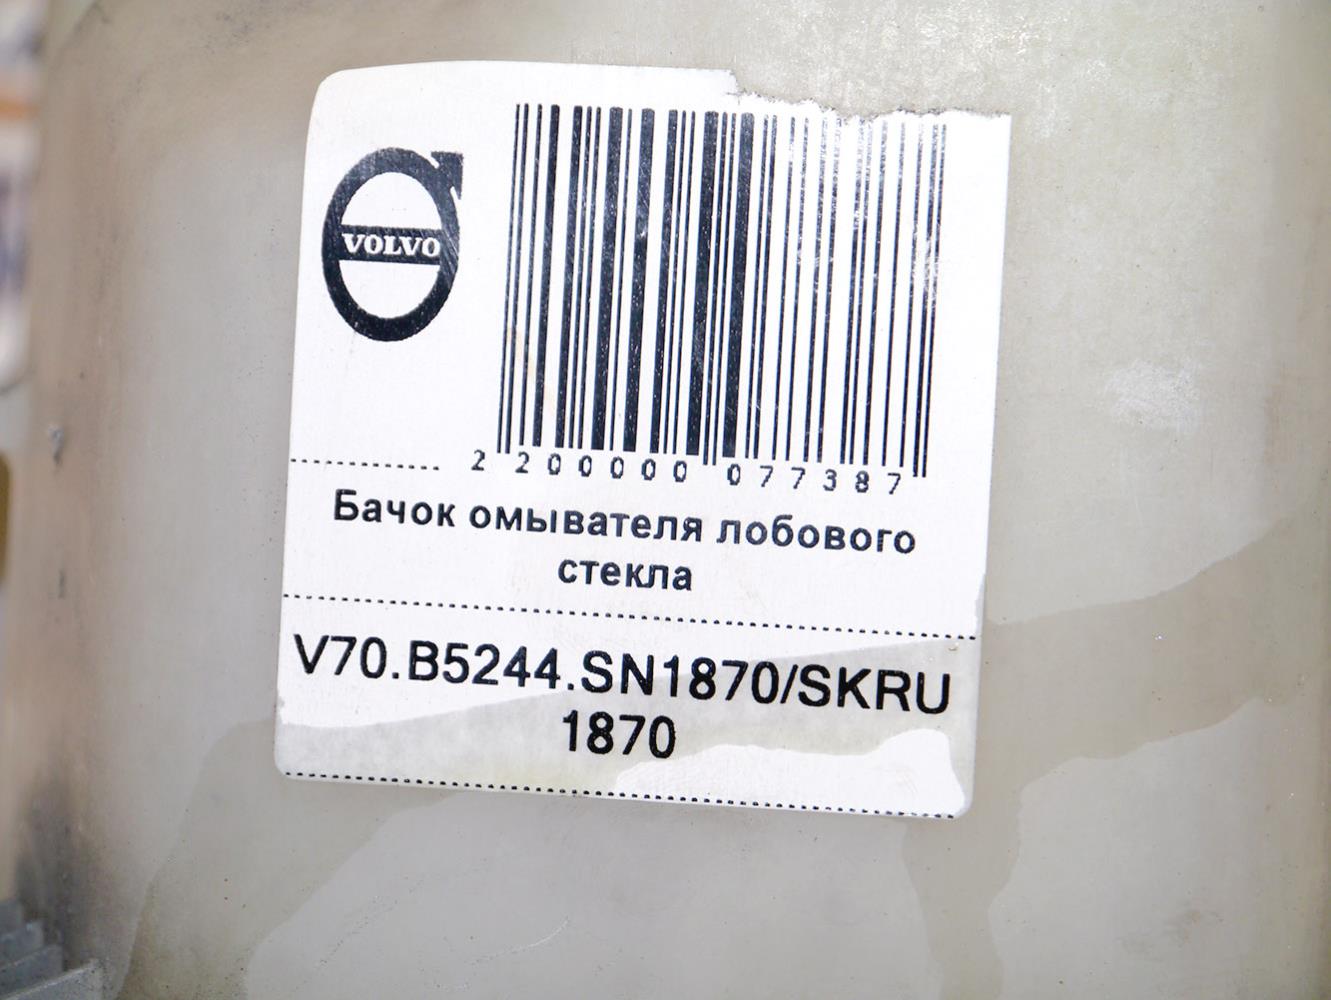 VOLVO
2 200000 077387
Бачок омывателя лобового
стекла
V70.B5244.SN1870/SKRU
1870